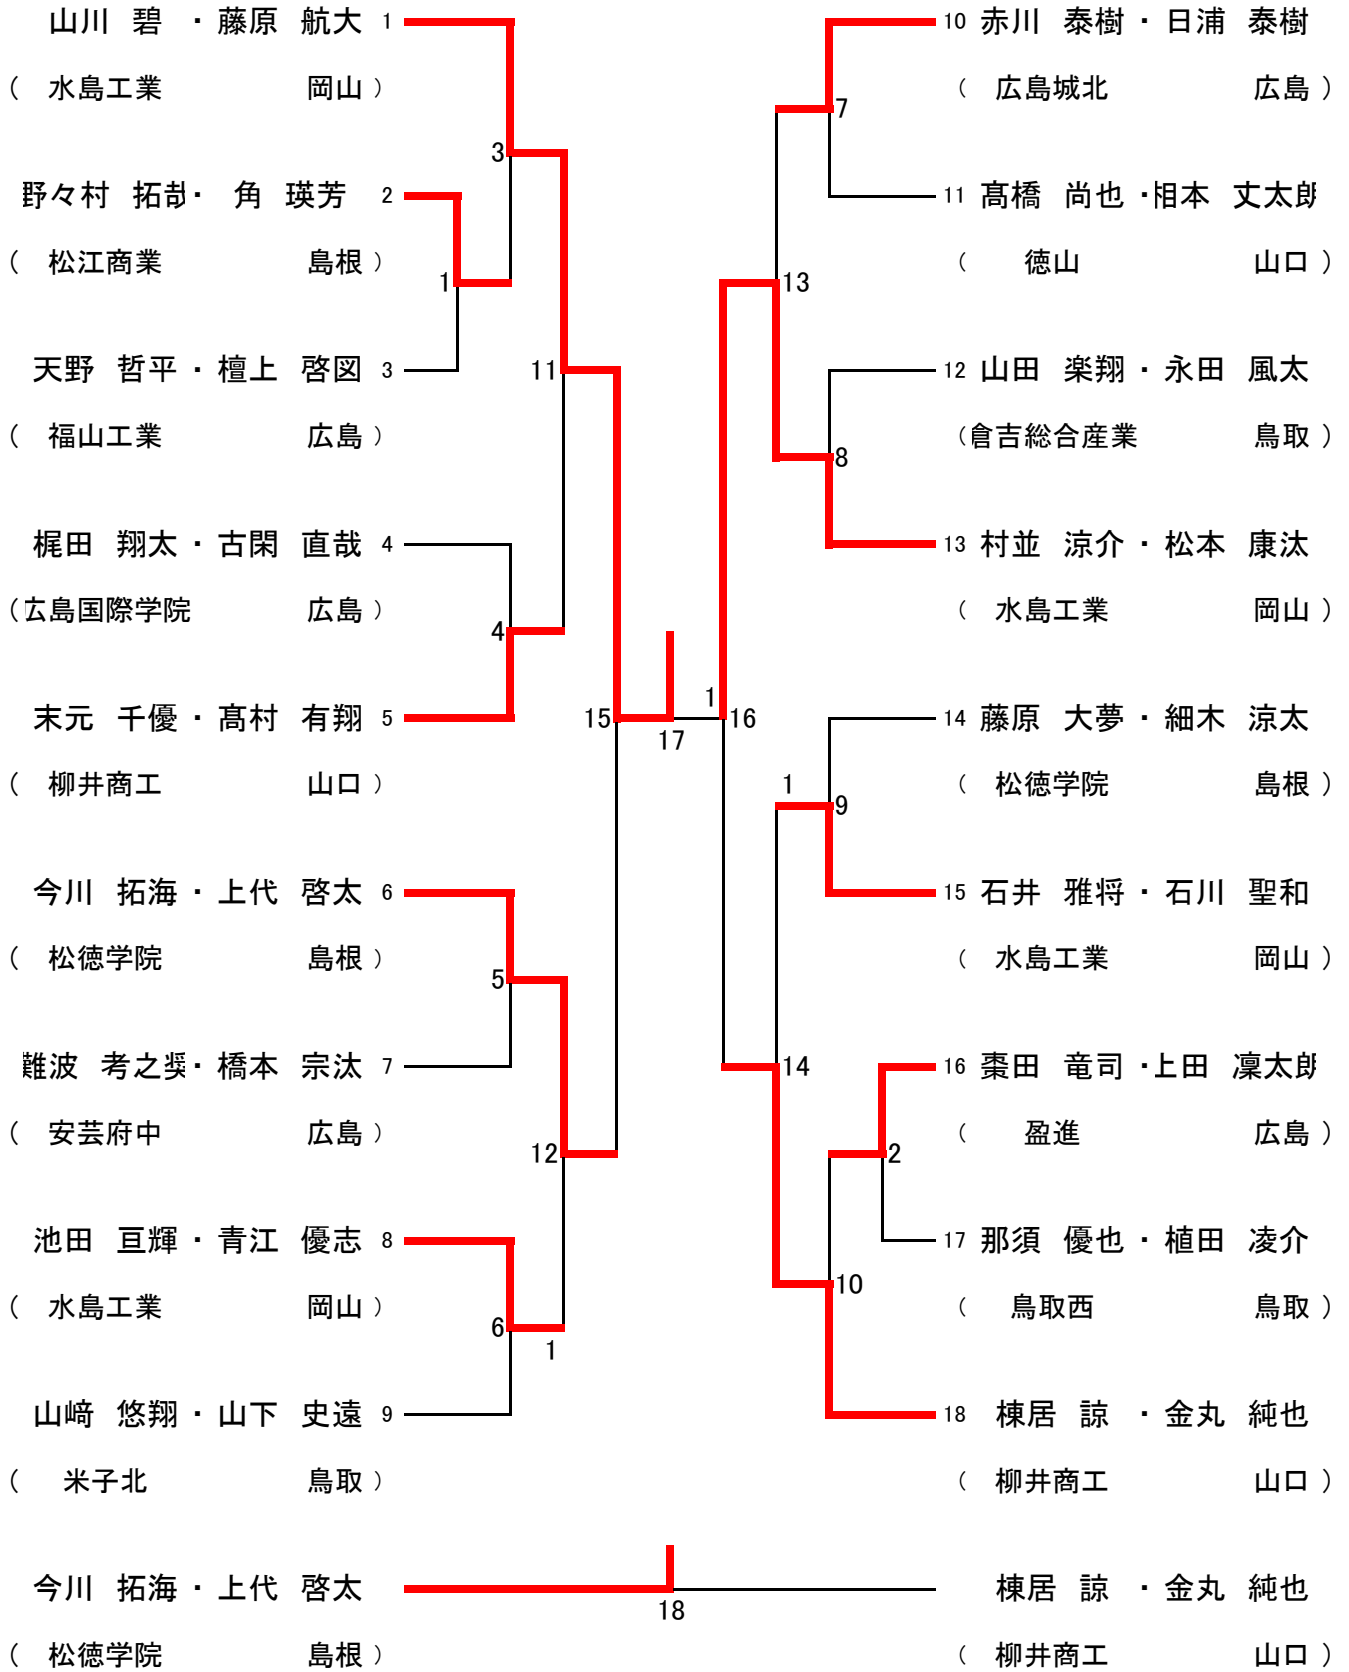 山川 碧 ・藤原 航大 1
( 水島工業 岡山 )
野々村 拓哉・ 角 瑛芳 2
( 松江商業 島根 )
天野 哲平・檀上 啓図 3
( 福山工業 広島 )
梶田 翔太・古閑 直哉 4
(広島国際学院 広島 )
末元 千優・髙村 有翔 5
( 柳井商工 山口 )
今川 拓海・上代 啓太 6
( 松徳学院 島根 )
難波 考之奨・橋本 宗汰 7
( 安芸府中 広島 )
池田 亘輝・青江 優志 8
( 水島工業 岡山 )
山﨑 悠翔・山下 史遠 9
( 米子北 鳥取 )
3
1
11
4
15
5
12
6
1
17
10 赤川 泰樹・日浦 泰樹
( 広島城北 広島 )
11 髙橋 尚也・相本 丈太朗
( 徳山 山口 )
12 山田 楽翔・永田 風太
(倉吉総合産業 鳥取 )
13 村並 涼介・松本 康汰
( 水島工業 岡山 )
14 藤原 大夢・細木 涼太
( 松徳学院 島根 )
15 石井 雅将・石川 聖和
( 水島工業 岡山 )
16 棗田 竜司・上田 凜太朗
( 盈進 広島 )
17 那須 優也・植田 凌介
( 鳥取西 鳥取 )
18 棟居 諒 ・金丸 純也
( 柳井商工 山口 )
7
13
8
1
16
1
9
14
2
10
今川 拓海・上代 啓太
( 松徳学院 島根 )
18
棟居 諒 ・金丸 純也
( 柳井商工 山口 )